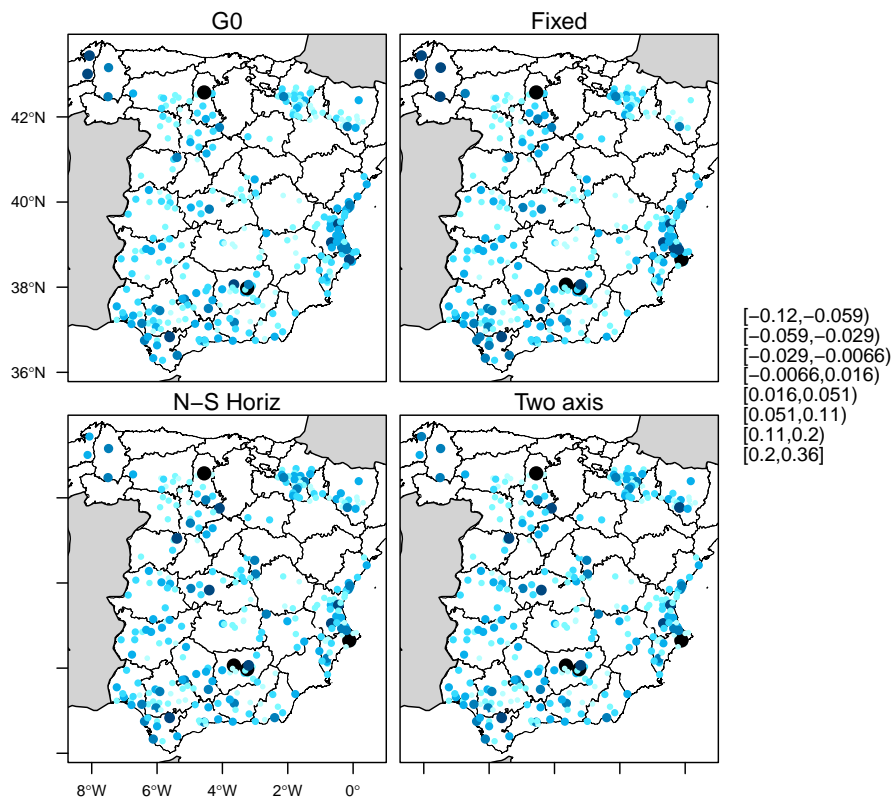 G0
Fixed
42°N
40°N
38°N
36°N
[−0.12,−0.059)
[−0.059,−0.029)
[−0.029,−0.0066)
[−0.0066,0.016)
[0.016,0.051)
[0.051,0.11)
[0.11,0.2)
[0.2,0.36]
N−S Horiz
Two axis
8°W
6°W
4°W
2°W
0°